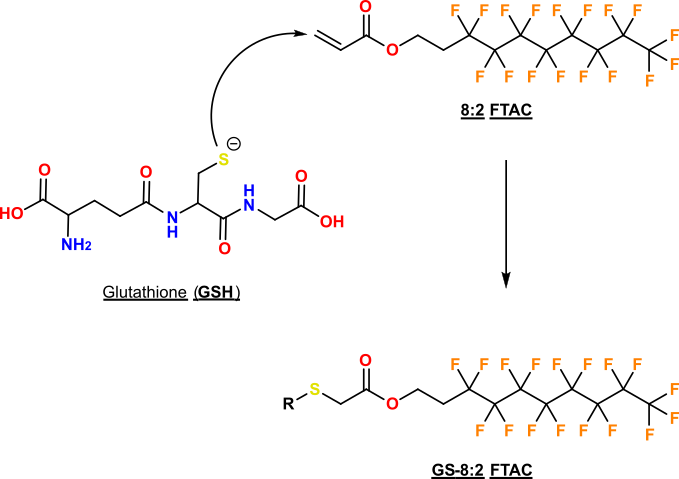 O F F F F F F F F
O F
F F F F F F F F
8:2 FTAC
S −
O O H O
HO N OH
N
NH2 H O
Glutathione (GSH)
O F F F F F F F F
R S O F
F F F F F F F F
GS-8:2 FTAC